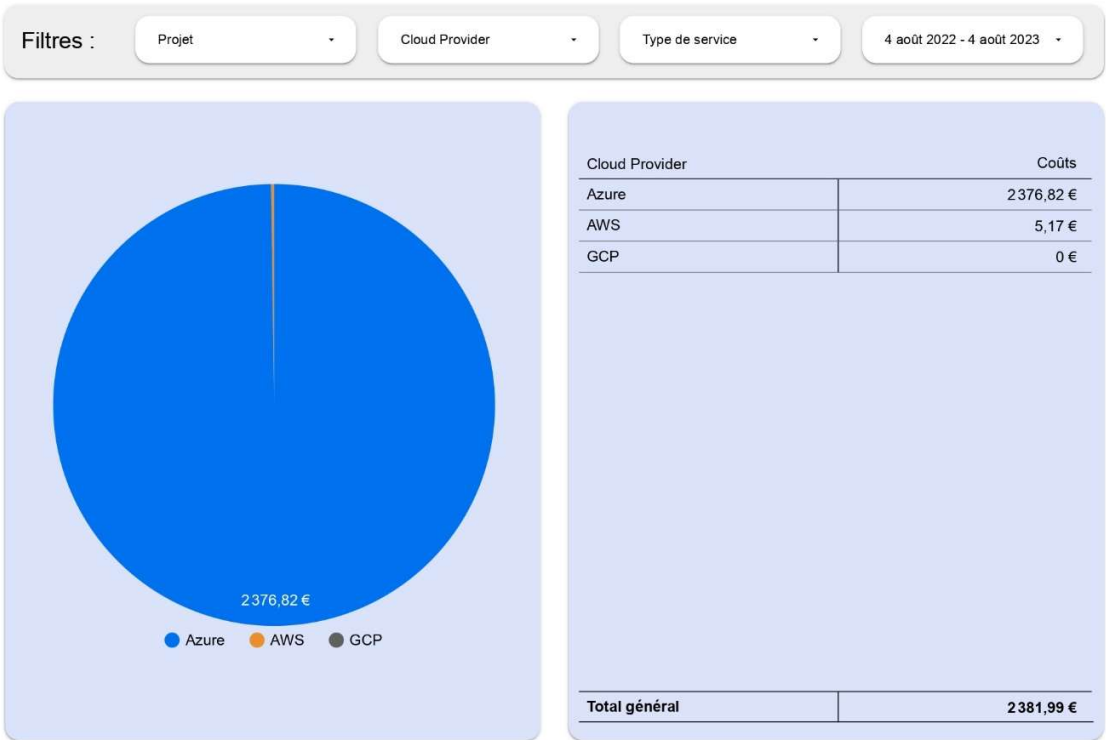 Filtres : Projet Cloud Provider Type de service 4 août 2022 - 4 août 2023
2 376,82 €
Azure AWS GCP
Cloud Provider Coûts
Azure 2 376,82 €
AWS 5,17 €
GCP 0 €
Total général 2 381,99 €